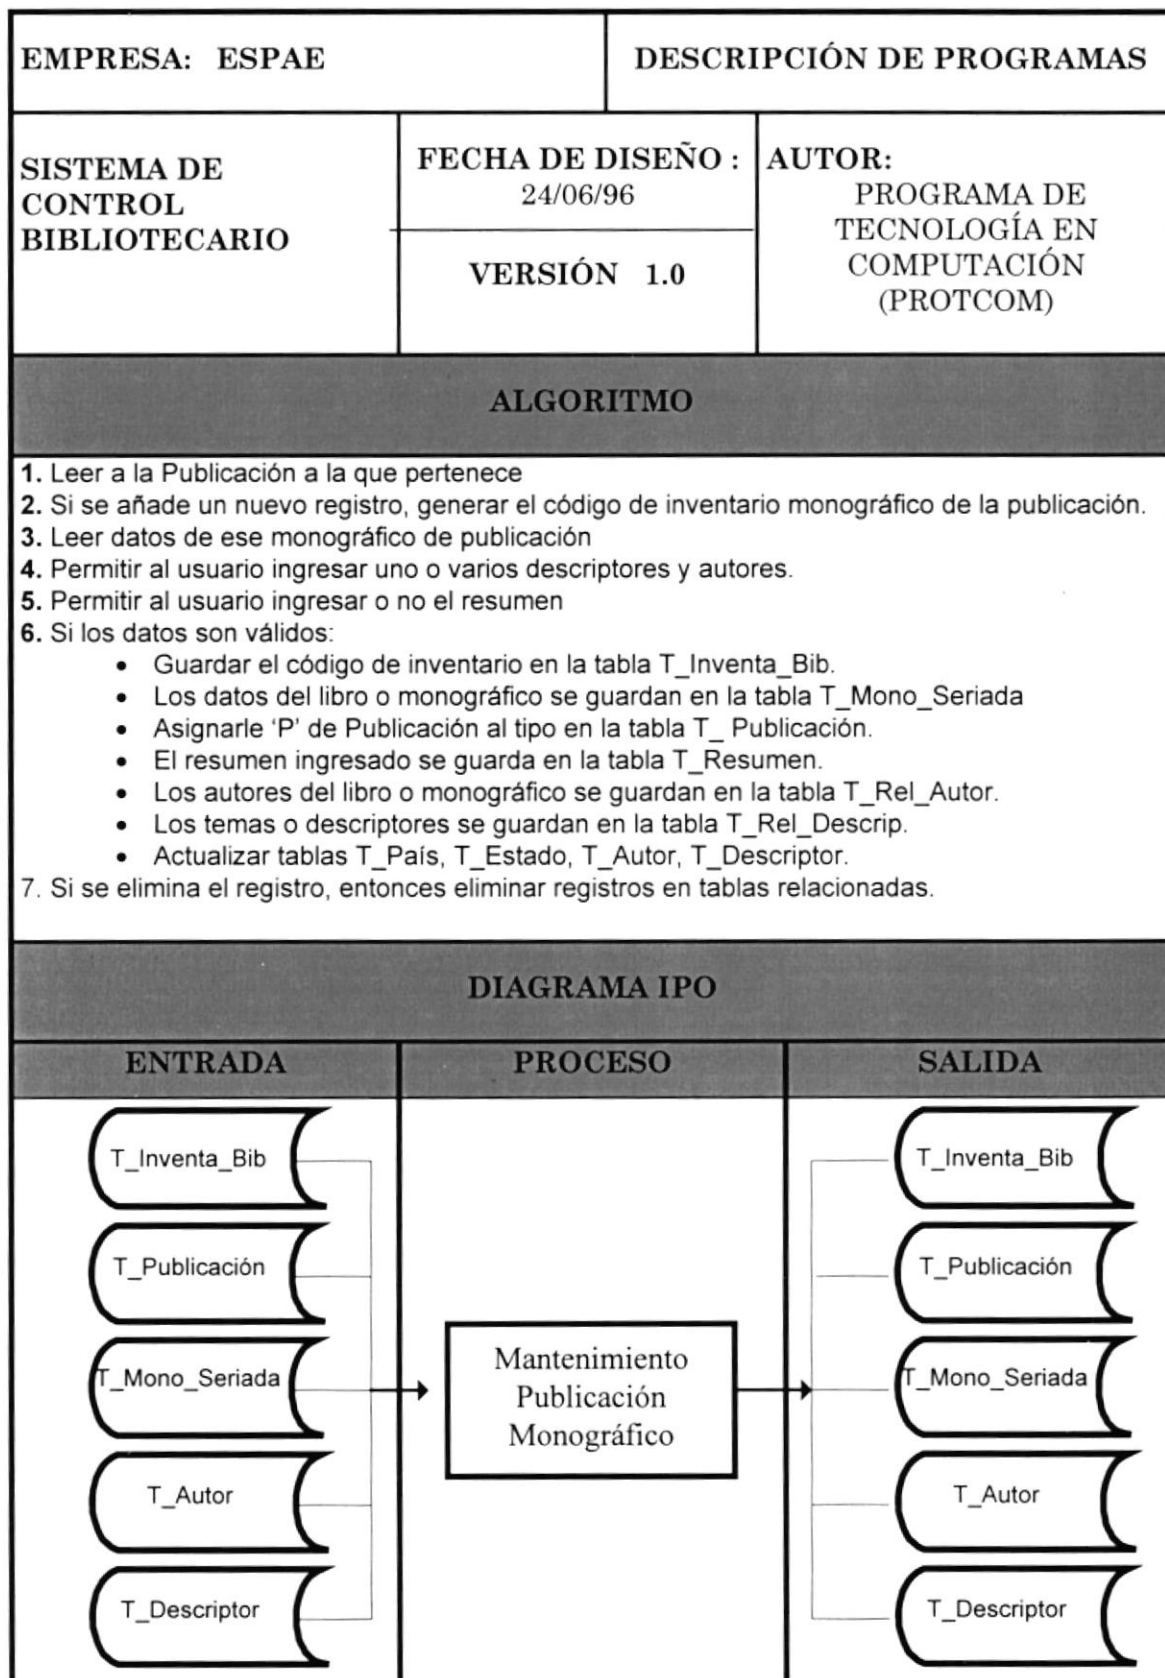 EMPRESA: ESPAE
DESCRIPCIÓN DE PROGRAMAS
SISTEMA DE
CONTROL
BIBLIOTECARIO
FECHA DE DISEÑO :
24/06/96
VERSIÓN 1.0
AUTOR:
PROGRAMA DE
TECNOLOGÍA EN
COMPUTACIÓN
(PROTCOM)
ALGORITMO
1. Leer a la Publicación a la que pertenece
2. Si se añade un nuevo registro, generar el código de inventario monográfico de la publicación.
3. Leer datos de ese monográfico de publicación
4. Permitir al usuario ingresar uno o varios descriptores y autores.
5. Permitir al usuario ingresar o no el resumen
6. Si los datos son válidos:
• Guardar el código de inventario en la tabla T_Inventa_Bib.
• Los datos del libro o monográfico se guardan en la tabla T_Mono_Seriada
• Asignarle ‘P’ de Publicación al tipo en la tabla T_ Publicación.
• El resumen ingresado se guarda en la tabla T_Resumen.
• Los autores del libro o monográfico se guardan en la tabla T_Rel_Autor.
• Los temas o descriptores se guardan en la tabla T_Rel_Descrip.
• Actualizar tablas T_País, T_Estado, T_Autor, T_Descriptor.
7. Si se elimina el registro, entonces eliminar registros en tablas relacionadas.
DIAGRAMA IPO
ENTRADA
PROCESO
SALIDA
T_Inventa_Bib
T_Publicación
T_Mono_Seriada
T_Autor
T_Descriptor
Mantenimiento
Publicación
Monográfico
T_Inventa_Bib
T_Publicación
T_Mono_Seriada
T_Autor
T_Descriptor